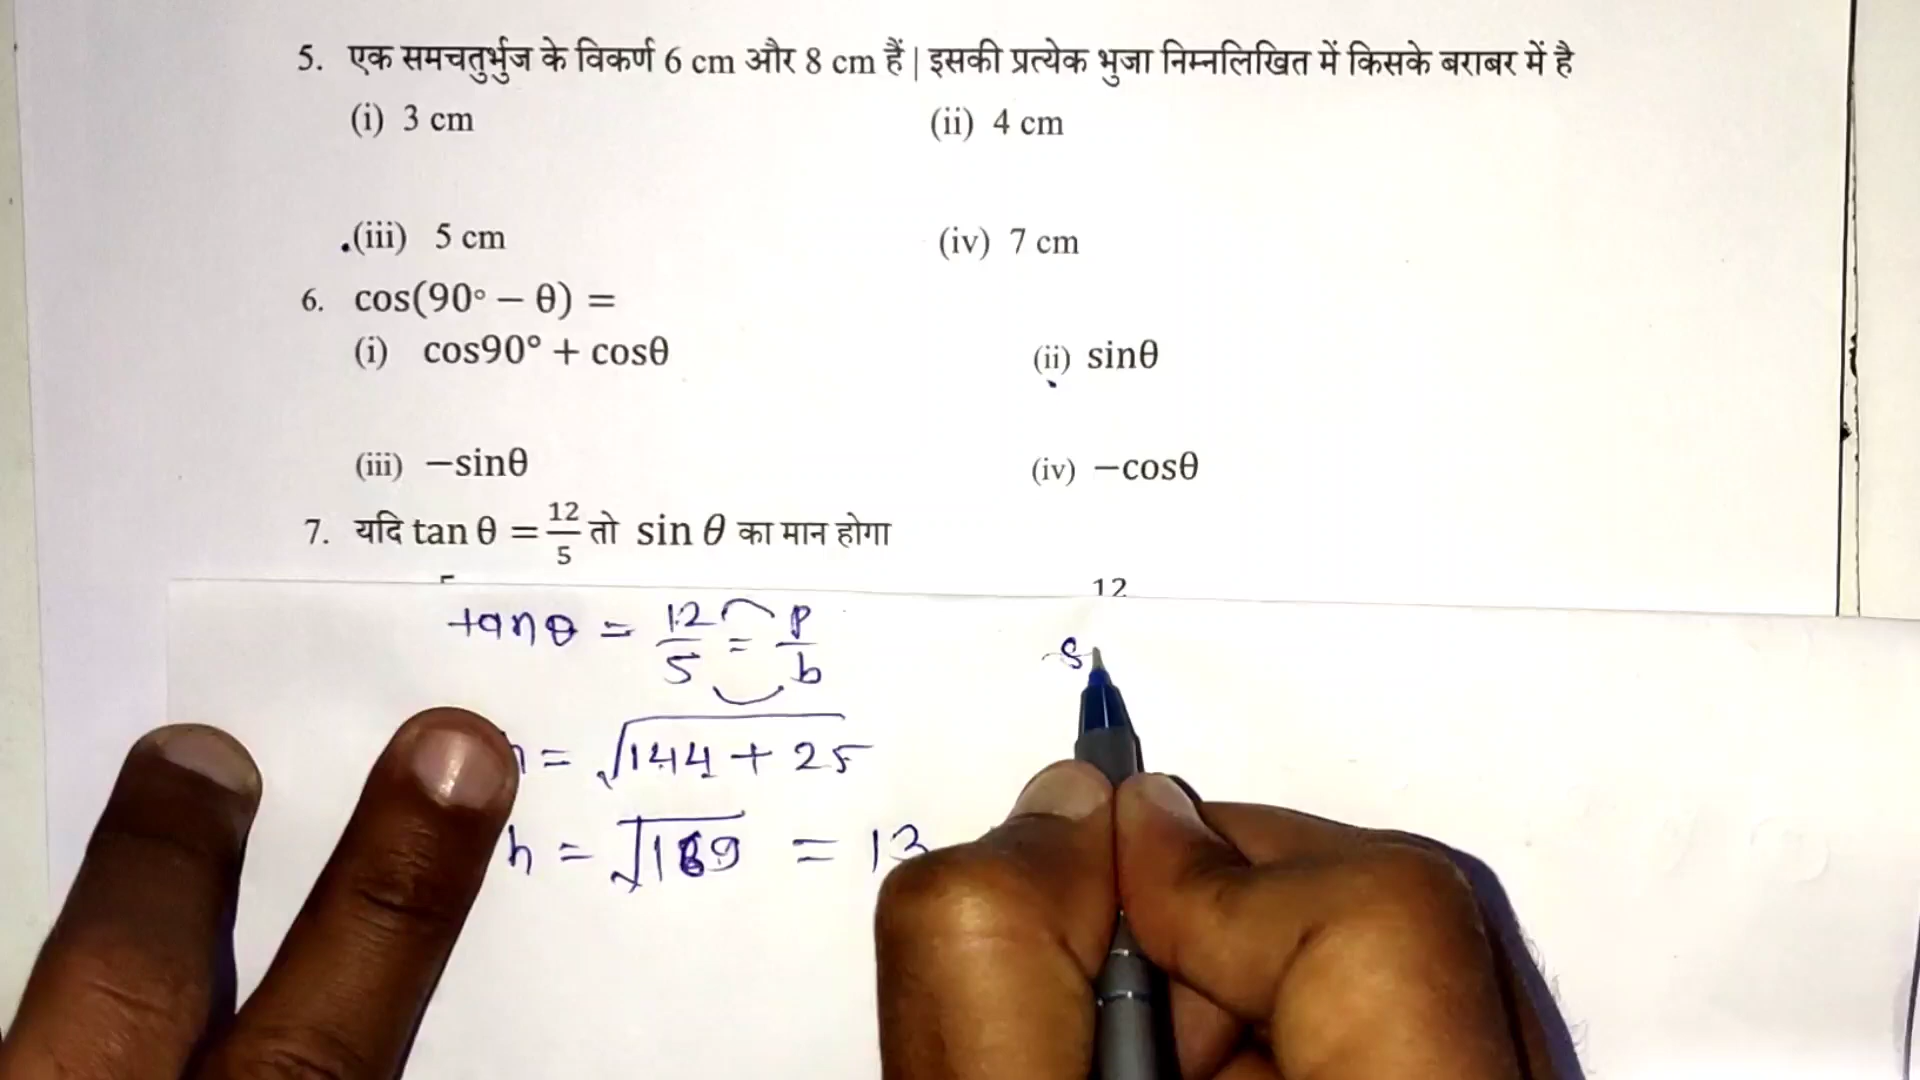 5. एक समचतुर्भुज के विकर्ण 6 cm और 8 cm हैं | इसकी प्रत्येक भुजा निम्नलिखित में किसके बराबर में है
(i) 3 cm (ii) 4 cm
(iii) 5 cm (iv) 7 cm
6. cos(90° − θ) =
(i) cos90° + cosθ (ii) sinθ
(iii) −sinθ (iv) −cosθ
7. यदि tan θ = 12/5 तो sin θ का मान होगा
12
tanθ = 12/5 = p/b
s
h = √144 + 25
h = √169 = 13